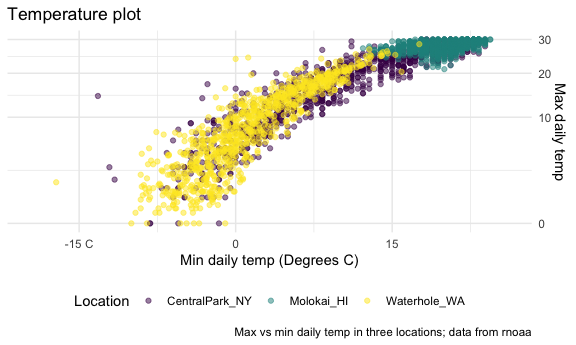 Temperature plot
30
20
10
0
Max daily temp
-15 C 0 15
Min daily temp (Degrees C)
Location CentralPark_NY Molokai_HI Waterhole_WA
Max vs min daily temp in three locations; data from rnoaa